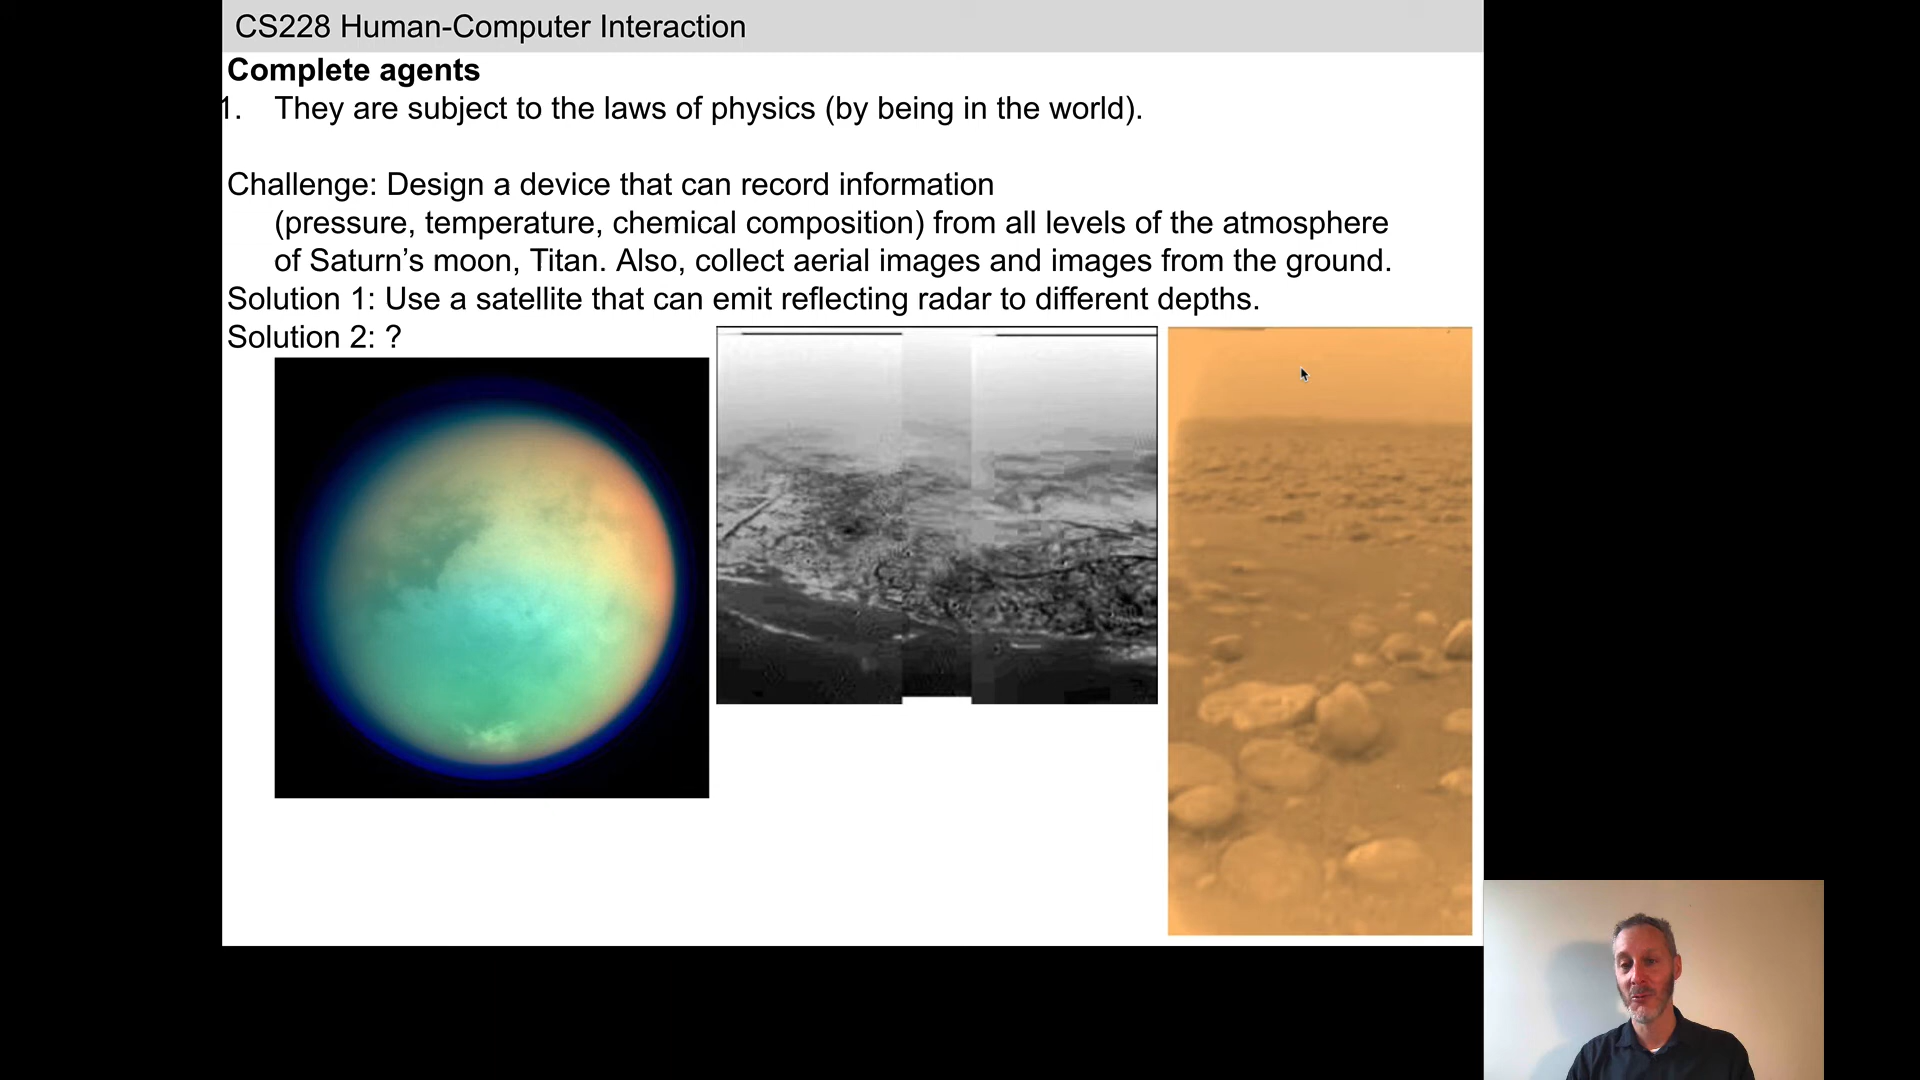 CS228 Human-Computer Interaction
Complete agents
1. They are subject to the laws of physics (by being in the world).
Challenge: Design a device that can record information
(pressure, temperature, chemical composition) from all levels of the atmosphere
of Saturn’s moon, Titan. Also, collect aerial images and images from the ground.
Solution 1: Use a satellite that can emit reflecting radar to different depths.
Solution 2: ?